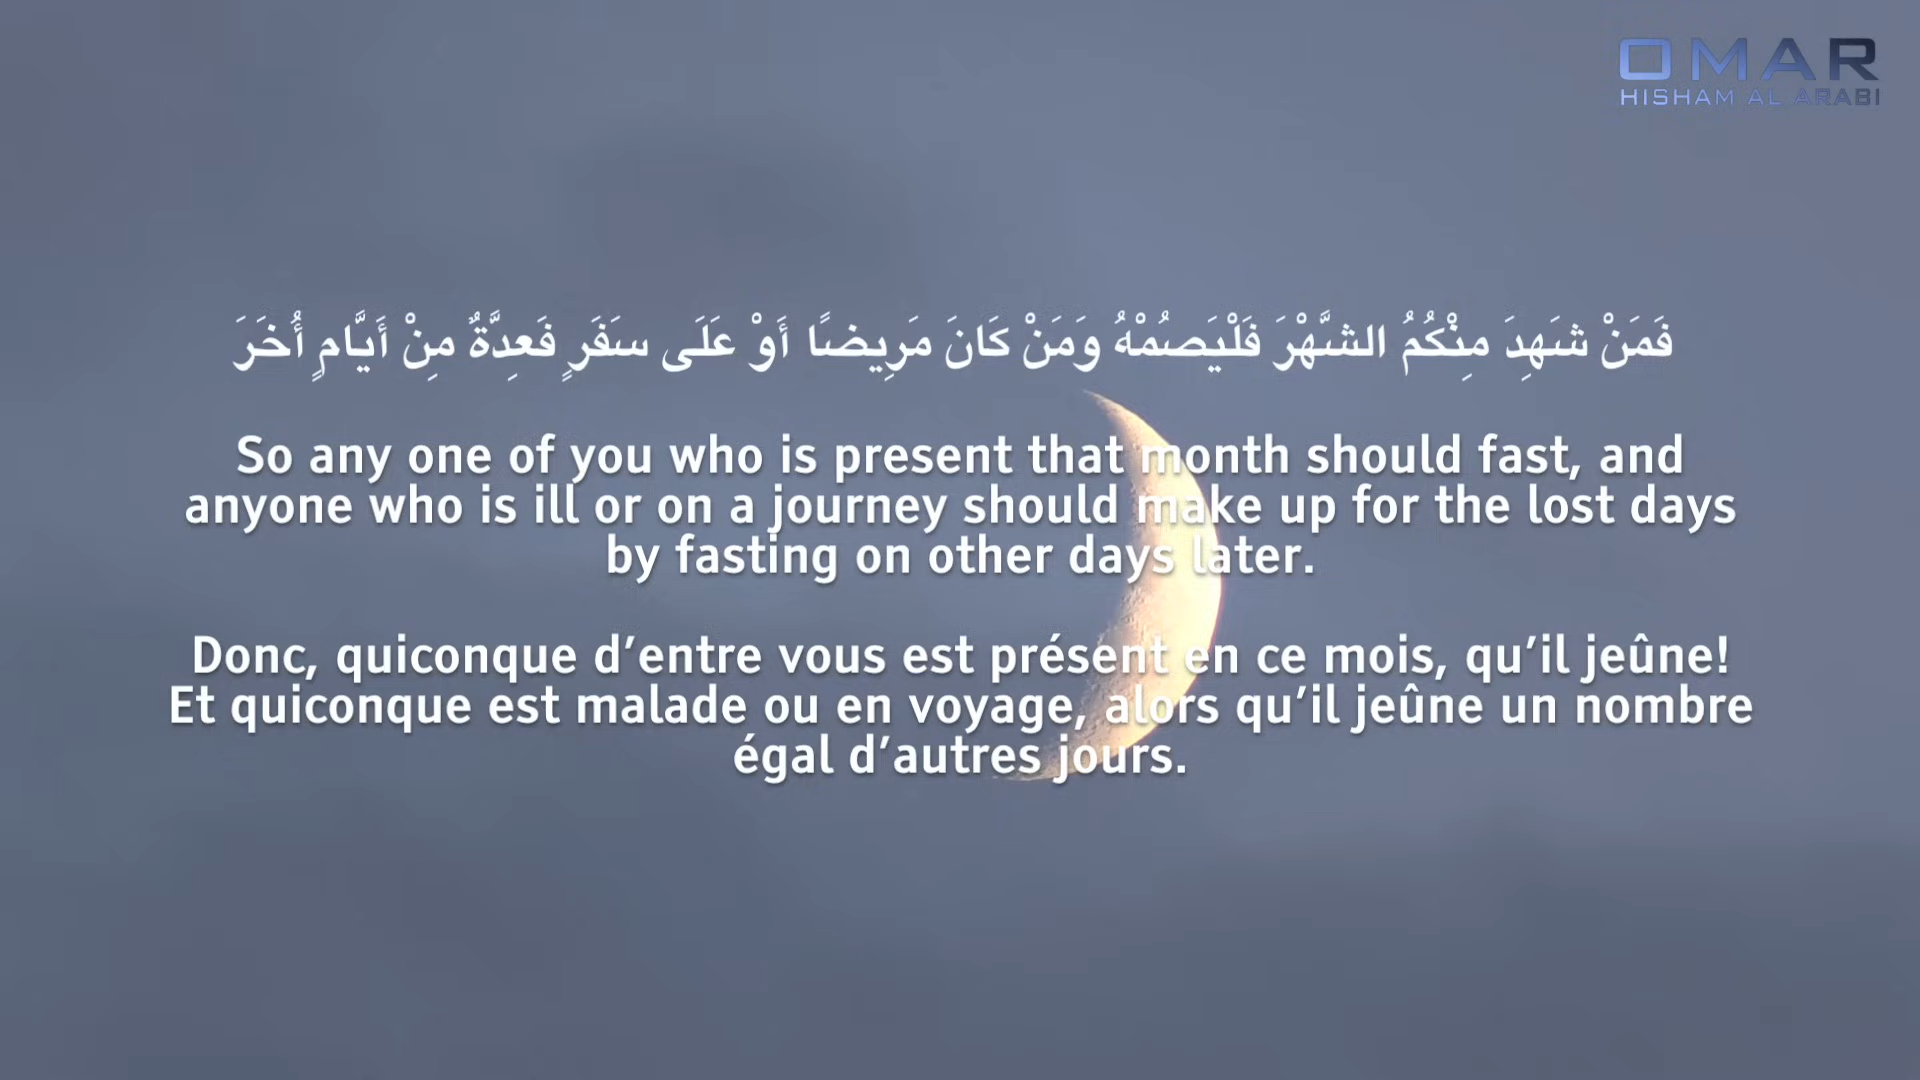 OMAR
HISHAM AL ARABI
فَمَنْ شَهِدَ مِنْكُمُ الشَّهْرَ فَلْيَصُمْهُ وَمَنْ كَانَ مَرِيضًا أَوْ عَلَى سَفَرٍ فَعِدَّةٌ مِنْ أَيَّامٍ أُخَرَ
So any one of you who is present that month should fast, and
anyone who is ill or on a journey should make up for the lost days
by fasting on other days later.
Donc, quiconque d’entre vous est présent en ce mois, qu’il jeûne!
Et quiconque est malade ou en voyage, alors qu’il jeûne un nombre
égal d’autres jours.